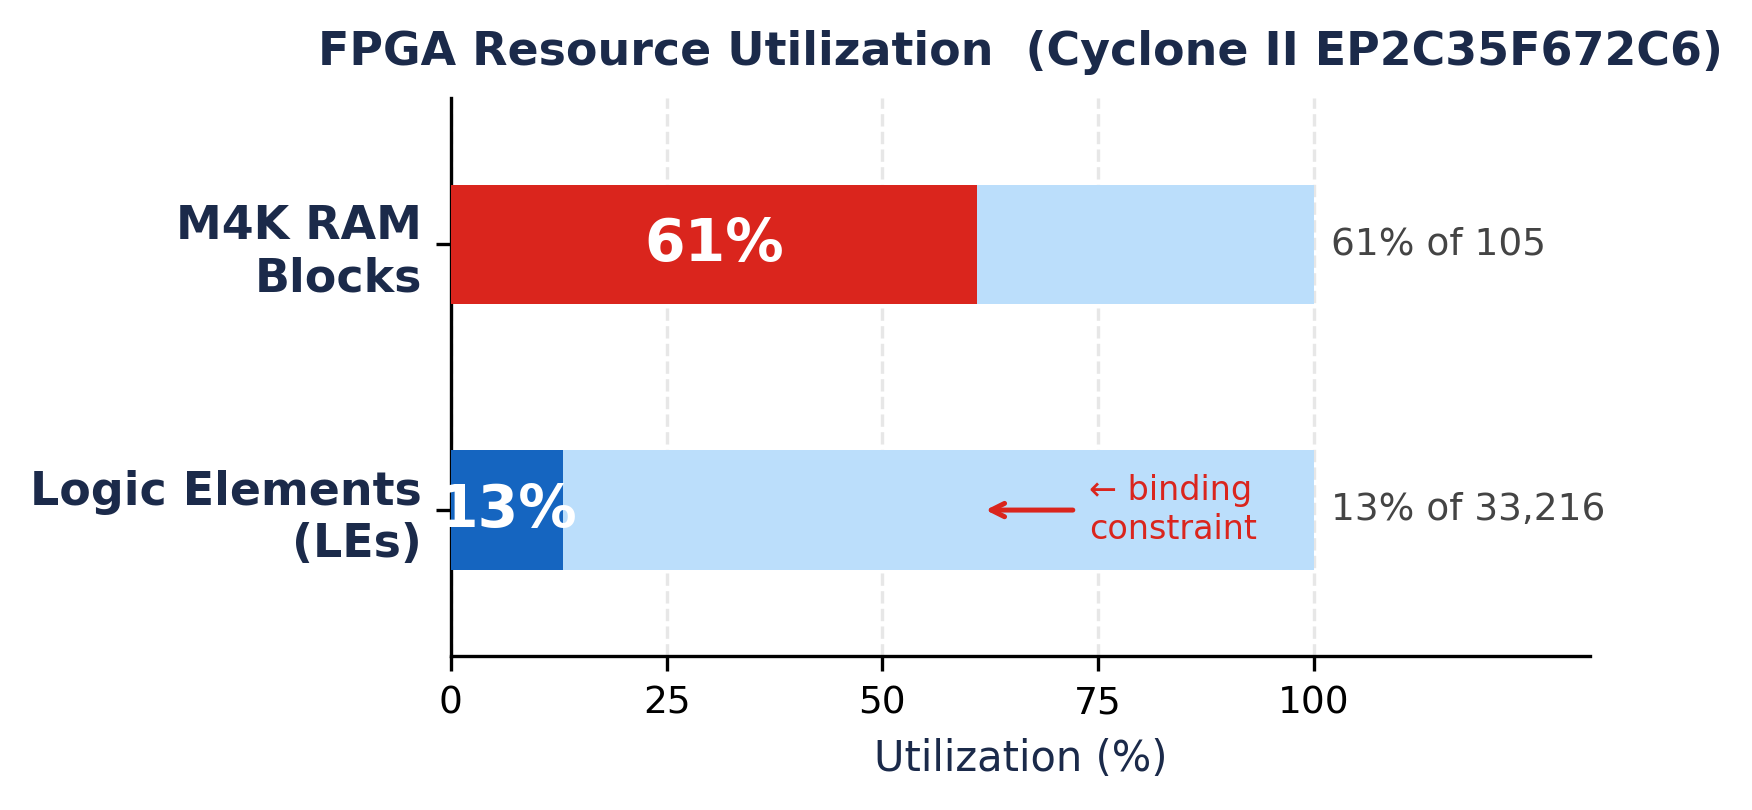 FPGA Resource Utilization (Cyclone II EP2C35F672C6)
M4K RAM
Blocks
61%
61% of 105
Logic Elements
(LEs)
13%
← binding
constraint
13% of 33,216
0 25 50 75 100
Utilization (%)